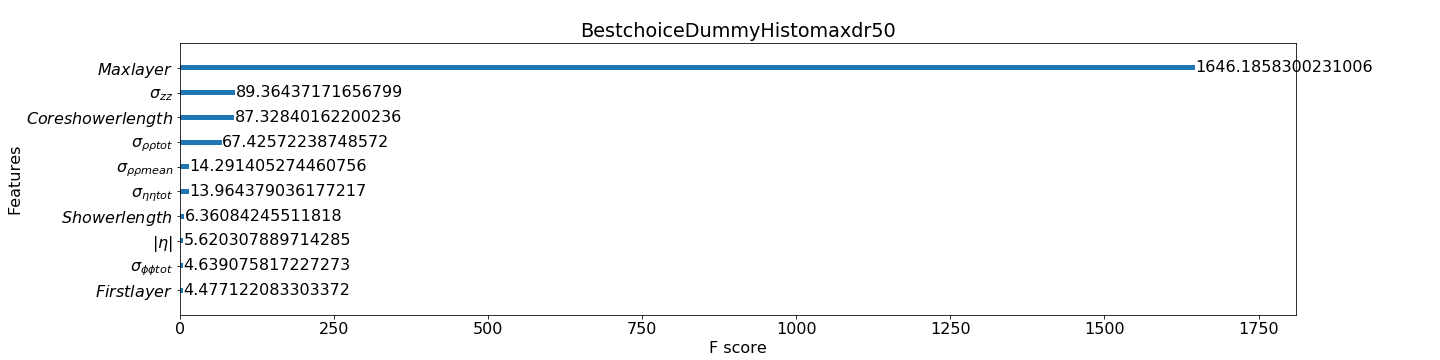 BestchoiceDummyHistomaxdr50
Maxlayer 1646.1858300231006
σzz 89.36437171656799
Coreshowerlength 87.32840162200236
σρρtot 67.42572238748572
σρρmean 14.291405274460756
σηηtot 13.964379036177217
Showerlength 6.36084245511818
|η| 5.620307889714285
σϕϕtot 4.639075817227273
Firstlayer 4.477122083303372
Features
0 250 500 750 1000 1250 1500 1750
F score